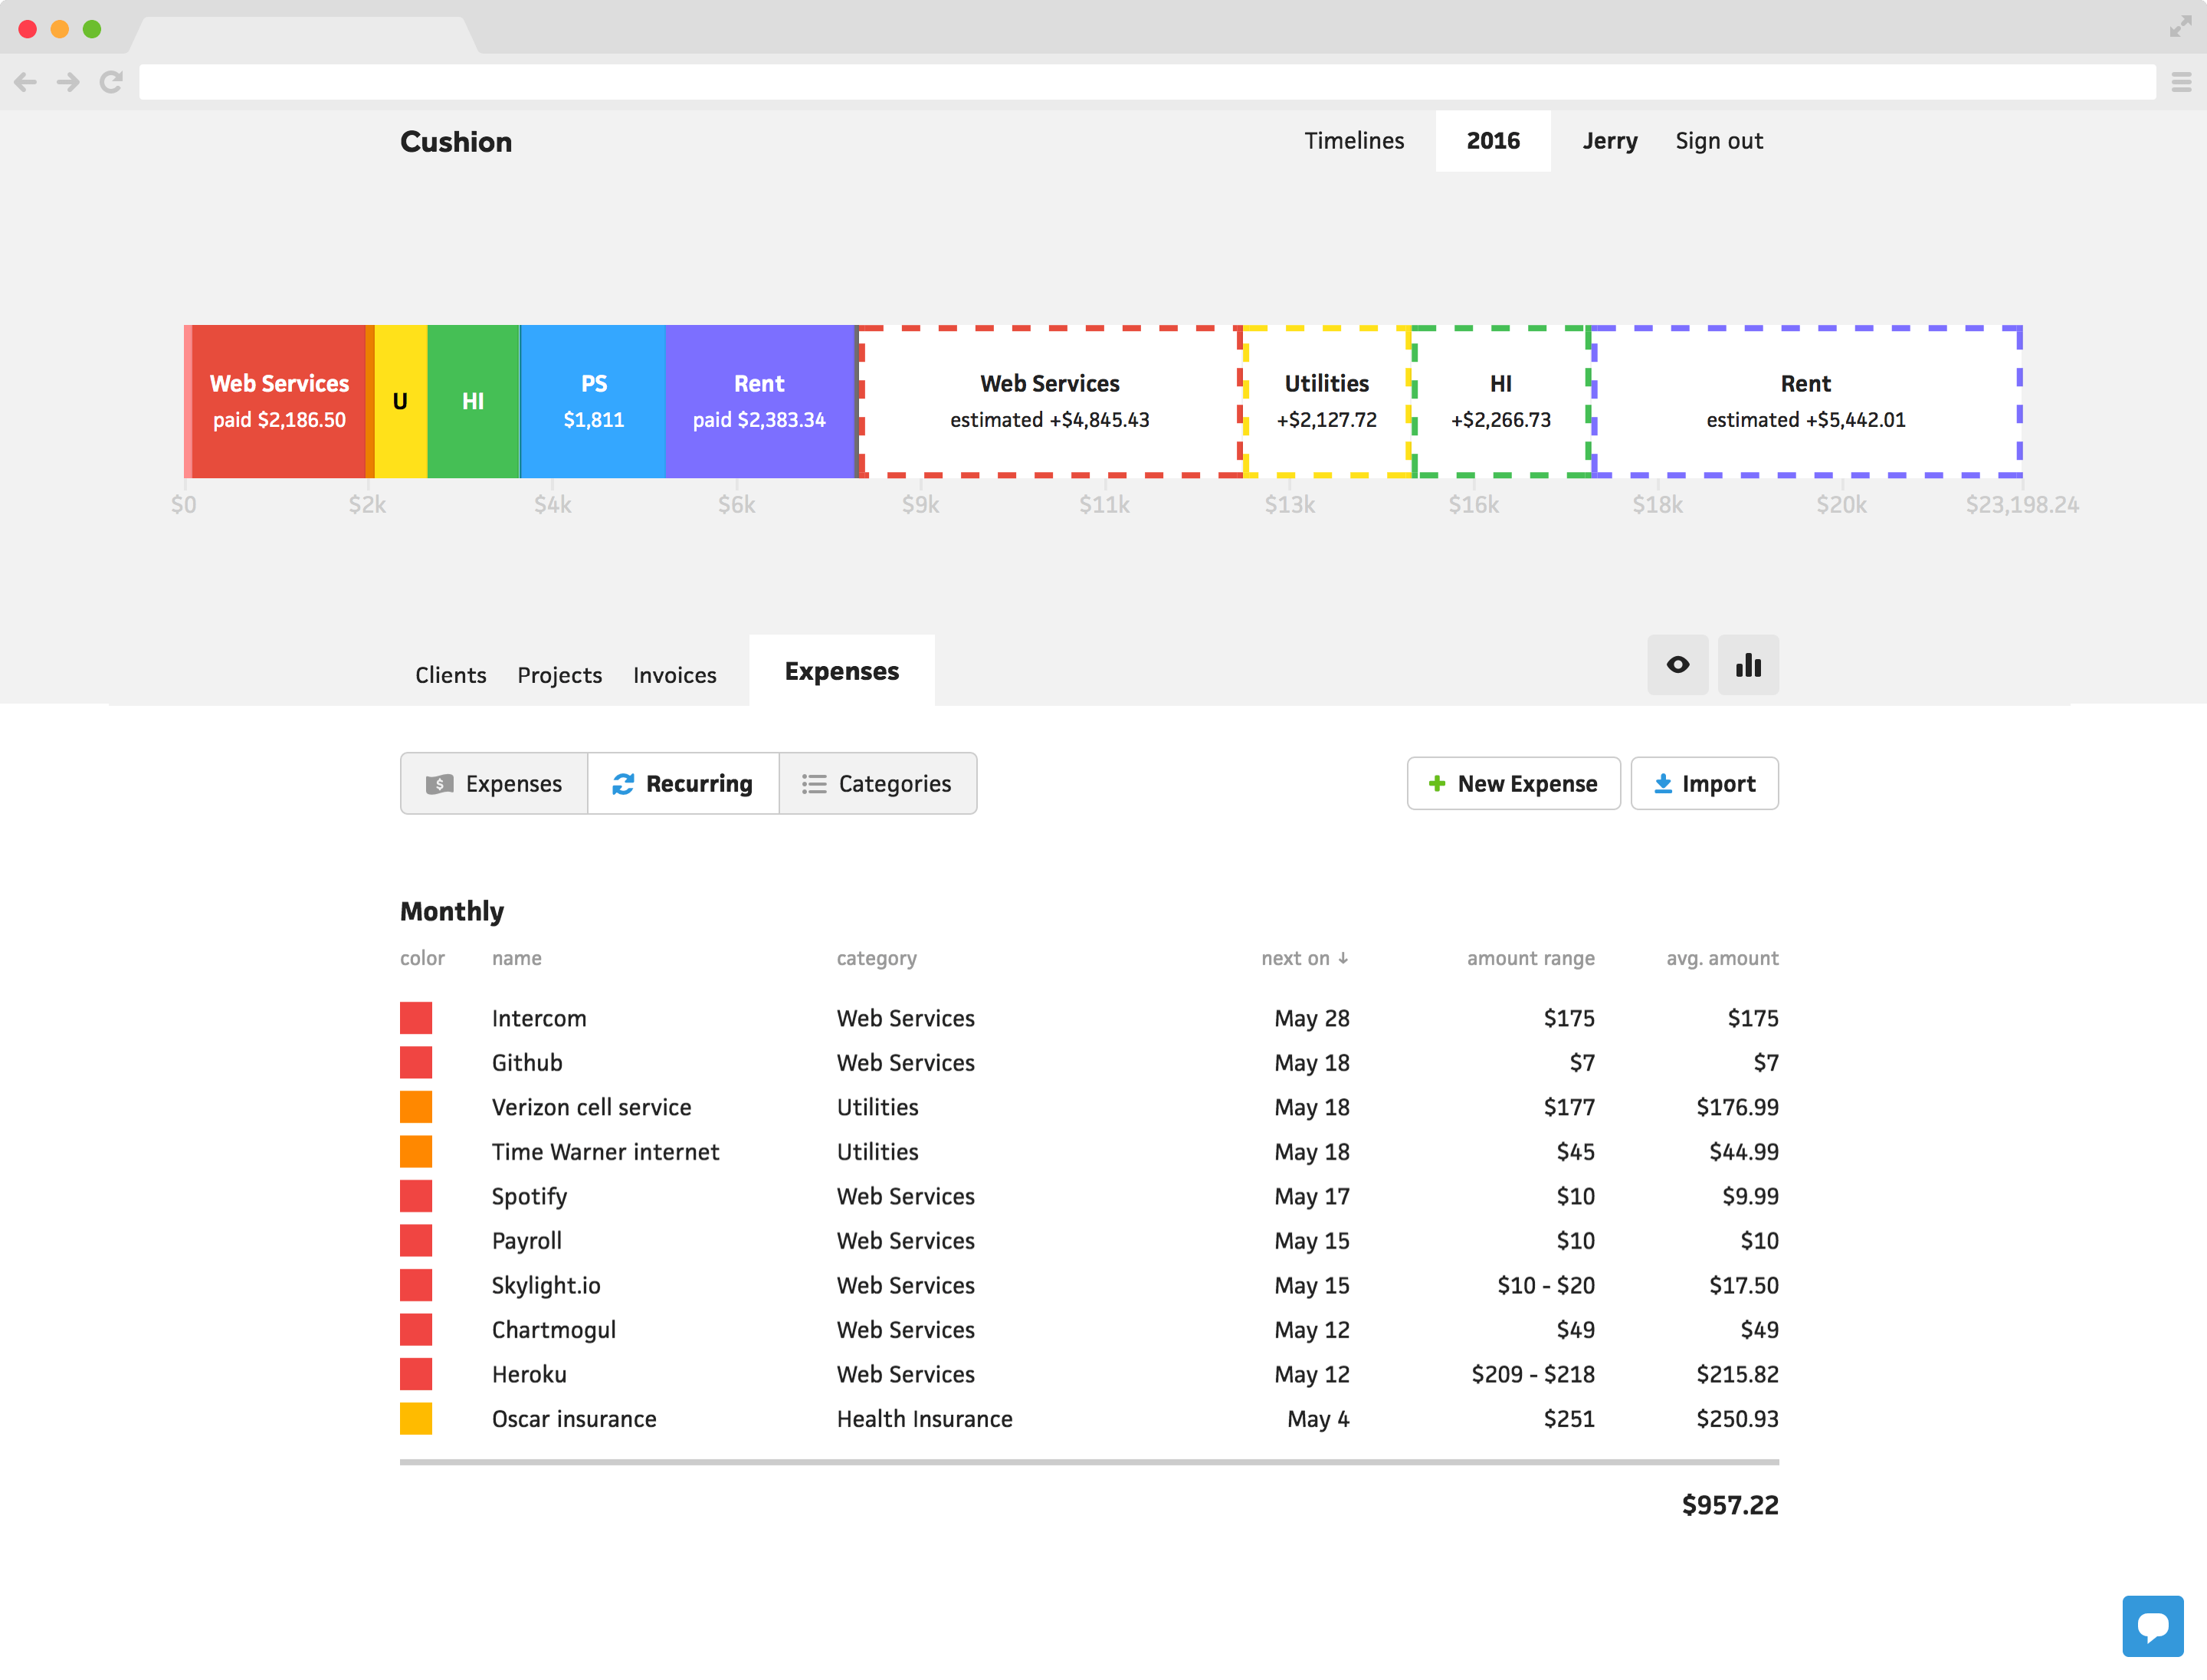 Cushion Timelines 2016 Jerry Sign out
Web Services U HI PS Rent Web Services Utilities HI Rent
paid $2,186.50 $1,811 paid $2,383.34 estimated +$4,845.43 +$2,127.72 +$2,266.73 estimated +$5,442.01
$0 $2k $4k $6k $9k $11k $13k $16k $18k $20k $23,198.24
Clients Projects Invoices Expenses
Expenses Recurring Categories New Expense Import
Monthly
color name category next on ↓ amount range avg. amount
Intercom Web Services May 28 $175 $175
Github Web Services May 18 $7 $7
Verizon cell service Utilities May 18 $177 $176.99
Time Warner internet Utilities May 18 $45 $44.99
Spotify Web Services May 17 $10 $9.99
Payroll Web Services May 15 $10 $10
Skylight.io Web Services May 15 $10 - $20 $17.50
Chartmogul Web Services May 12 $49 $49
Heroku Web Services May 12 $209 - $218 $215.82
Oscar insurance Health Insurance May 4 $251 $250.93
$957.22